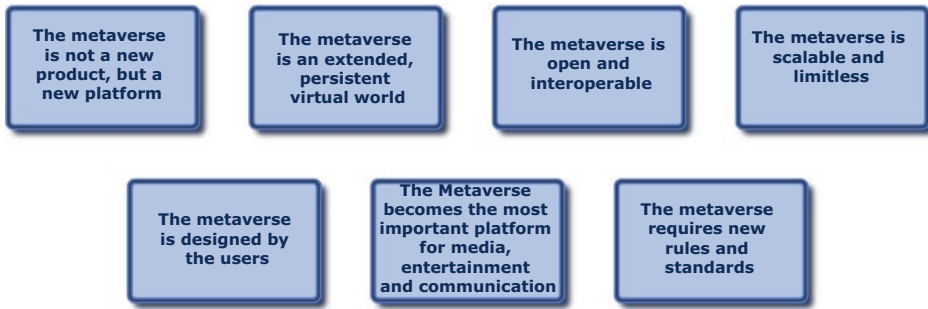 The metaverse
is not a new
product, but a
new platform
The metaverse
is an extended,
persistent
virtual world
The metaverse is
open and
interoperable
The metaverse is
scalable and
limitless
The metaverse
is designed by
the users
The Metaverse
becomes the most
important platform
for media,
entertainment
and communication
The metaverse
requires new
rules and
standards